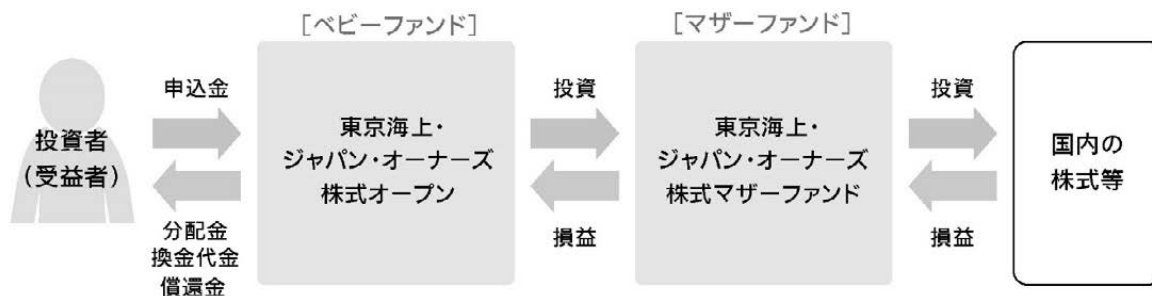 [ベビーファンド]
[マザーファンド]
投資者
（受益者）
申込金
分配金
換金代金
償還金
東京海上・
ジャパン・オーナーズ
株式オープン
投資
損益
東京海上・
ジャパン・オーナーズ
株式マザーファンド
投資
損益
国内の
株式等